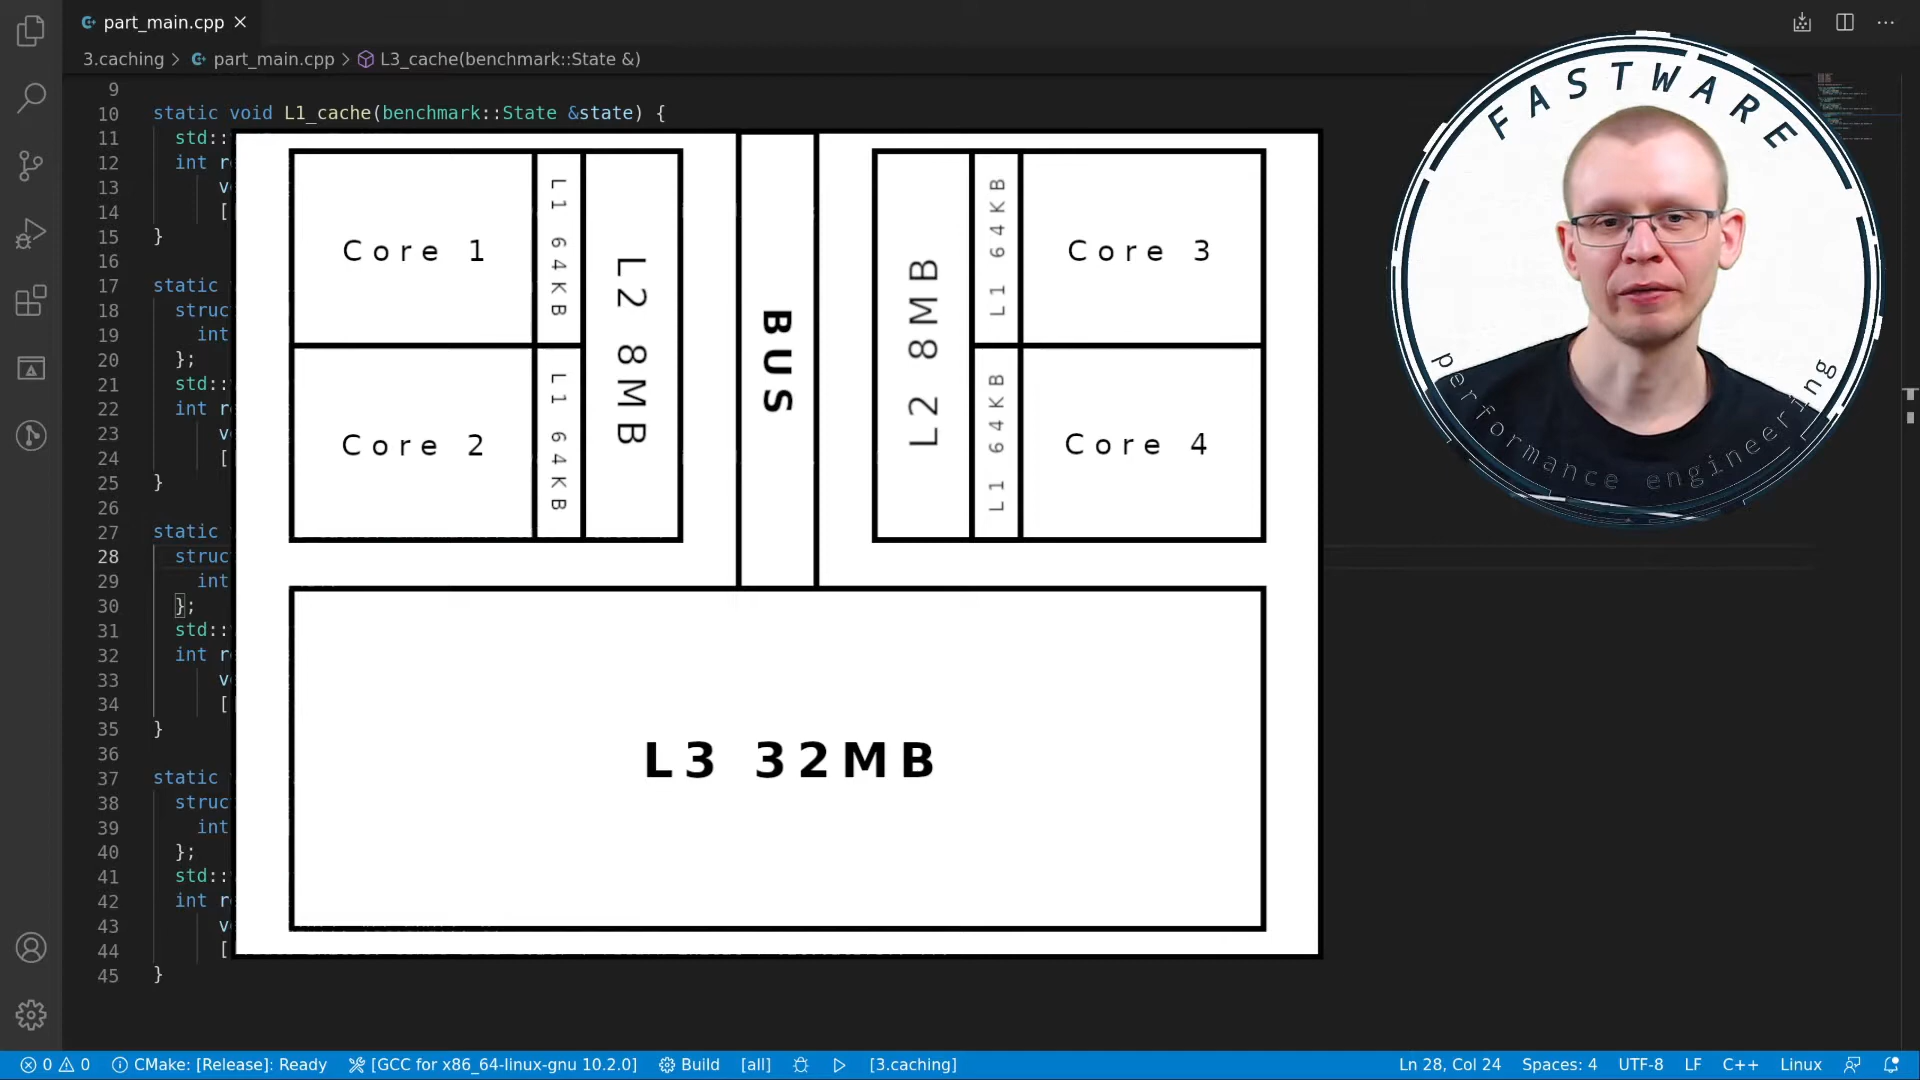 part_main.cpp
3.caching > part_main.cpp > L3_cache(benchmark::State &)
9
10 static void L1_cache(benchmark::State &state) {
11 std::
12 int r
13 v
14 [
15 }
16
17 static
18 struc
19 int
20 };
21 std::
22 int re
23 v
24 [
25 }
26
27 static
28 struc
29 int
30 };
31 std::
32 int r
33 v
34 [
35 }
36
37 static
38 struc
39 int
40 };
41 std::
42 int re
43 v
44 [
45 }
Core 1
L1 64KB
Core 2
L1 64KB
L2 8MB
BUS
L2 8MB
L1 64KB
Core 3
L1 64KB
Core 4
L3 32MB
FASTWARE
performance engineering
0 0 CMake: [Release]: Ready [GCC for x86_64-linux-gnu 10.2.0] Build [all] [3.caching] Ln 28, Col 24 Spaces: 4 UTF-8 LF C++ Linux